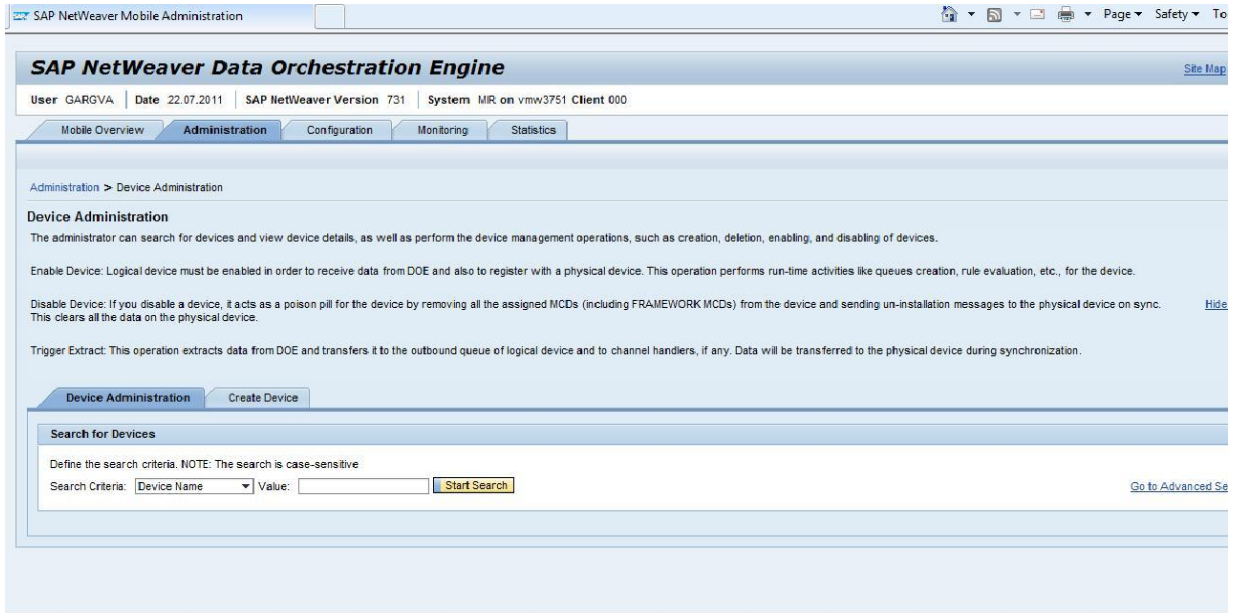 SAP NetWeaver Mobile Administration
Page Safety To
SAP NetWeaver Data Orchestration Engine
Site Map
User GARGVA Date 22.07.2011 SAP NetWeaver Version 731 System MIR on vmw3751 Client 000
Mobile Overview Administration Configuration Monitoring Statistics
Administration > Device Administration
Device Administration
The administrator can search for devices and view device details, as well as perform the device management operations, such as creation, deletion, enabling, and disabling of devices.
Enable Device: Logical device must be enabled in order to receive data from DOE and also to register with a physical device. This operation performs run-time activities like queues creation, rule evaluation, etc., for the device.
Disable Device: If you disable a device, it acts as a poison pill for the device by removing all the assigned MCDs (including FRAMEWORK MCDs) from the device and sending un-installation messages to the physical device on sync.
Hide
This clears all the data on the physical device.
Trigger Extract: This operation extracts data from DOE and transfers it to the outbound queue of logical device and to channel handlers, if any. Data will be transferred to the physical device during synchronization.
Device Administration Create Device
Search for Devices
Define the search criteria. NOTE: The search is case-sensitive
Search Criteria: Device Name Value: Start Search
Go to Advanced Se